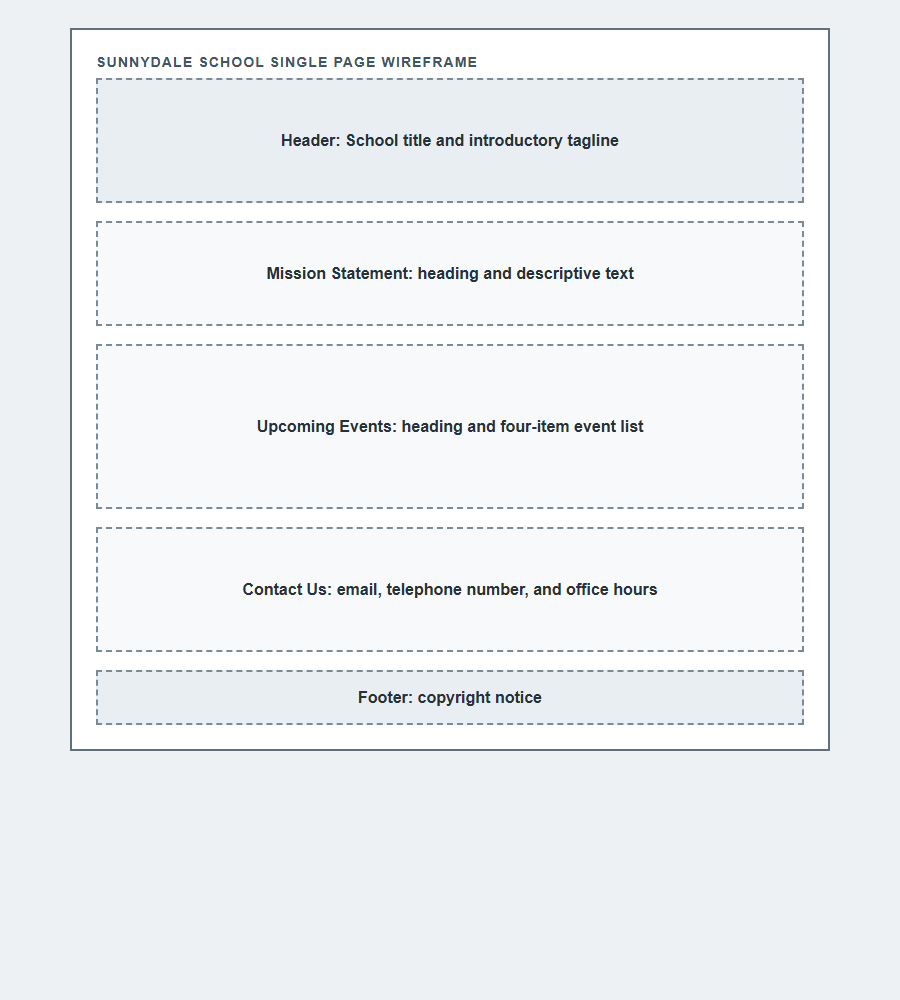 SUNNYDALE SCHOOL SINGLE PAGE WIREFRAME
Header: School title and introductory tagline
Mission Statement: heading and descriptive text
Upcoming Events: heading and four-item event list
Contact Us: email, telephone number, and office hours
Footer: copyright notice